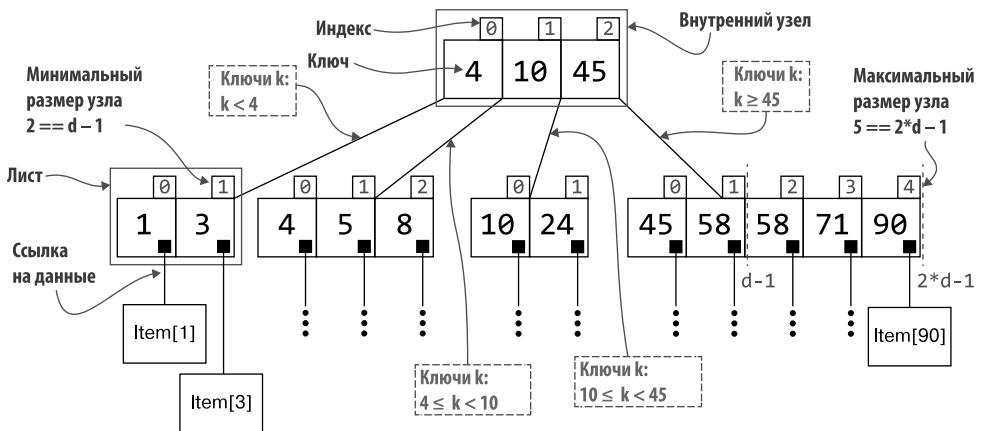 Индекс
0 1 2
Внутренний узел
Ключ
4 10 45
Минимальный
размер узла
2 == d – 1
Ключи k:
k < 4
Ключи k:
k ≥ 45
Максимальный
размер узла
5 == 2*d – 1
Лист
0 1
0 1 2
0 1
0 1 2 3 4
1 3
4 5 8
10 24
45 58 58 71 90
Ссылка
на данные
d-1
2*d-1
Item[1]
Item[90]
Item[3]
Ключи k:
4 ≤ k < 10
Ключи k:
10 ≤ k < 45